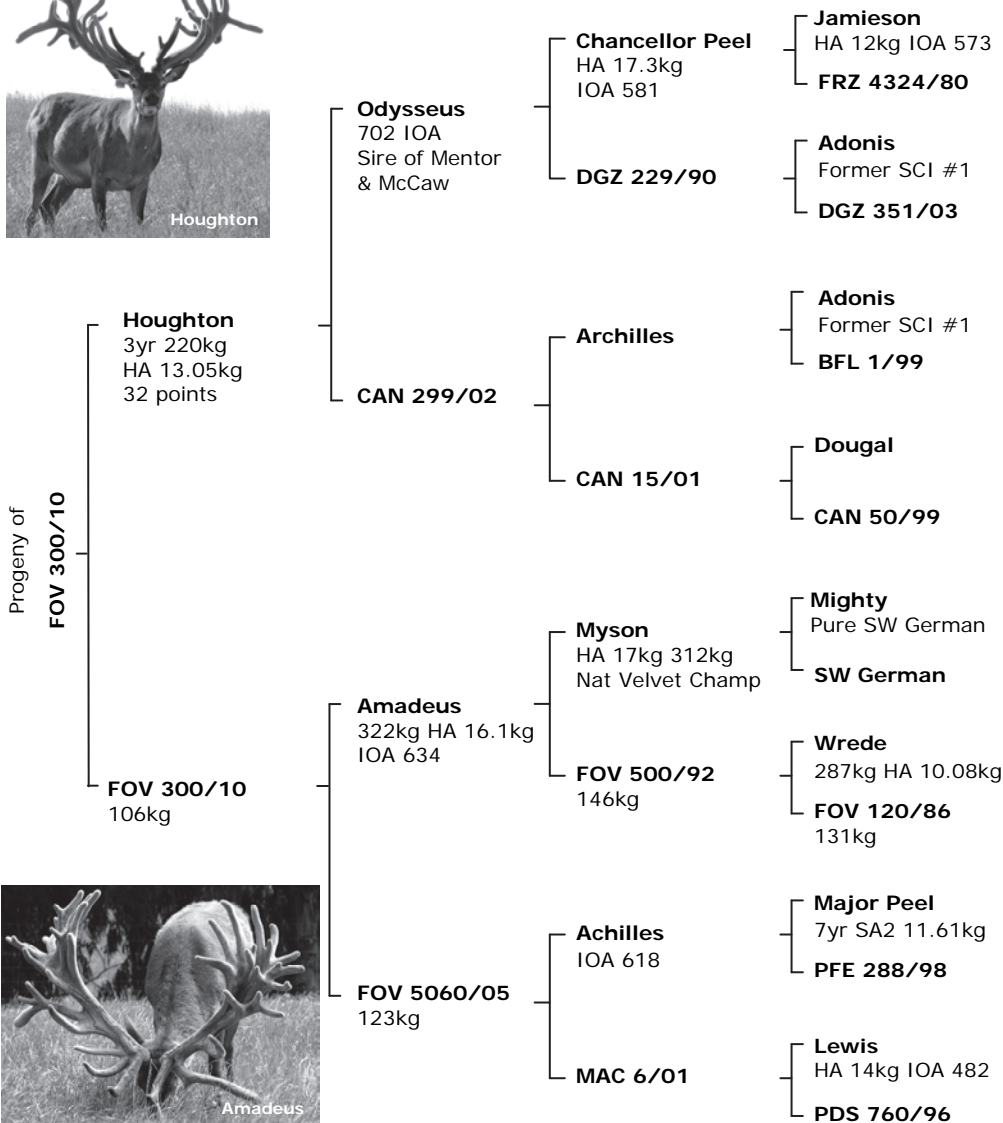 Houghton
Progeny of
FOV 300/10
Houghton
3yr 220kg
HA 13.05kg
32 points
FOV 300/10
106kg
Odysseus
702 IOA
Sire of Mentor
& McCaw
CAN 299/02
Amadeus
322kg HA 16.1kg
IOA 634
FOV 5060/05
123kg
Chancellor Peel
HA 17.3kg
IOA 581
DGZ 229/90
Archilles
CAN 15/01
Myson
HA 17kg 312kg
Nat Velvet Champ
FOV 500/92
146kg
Achilles
IOA 618
MAC 6/01
Jamieson
HA 12kg IOA 573
FRZ 4324/80
Adonis
Former SCI #1
DGZ 351/03
Adonis
Former SCI #1
BFL 1/99
Dougal
CAN 50/99
Mighty
Pure SW German
SW German
Wrede
287kg HA 10.08kg
FOV 120/86
131kg
Major Peel
7yr SA2 11.61kg
PFE 288/98
Lewis
HA 14kg IOA 482
PDS 760/96
Amadeus